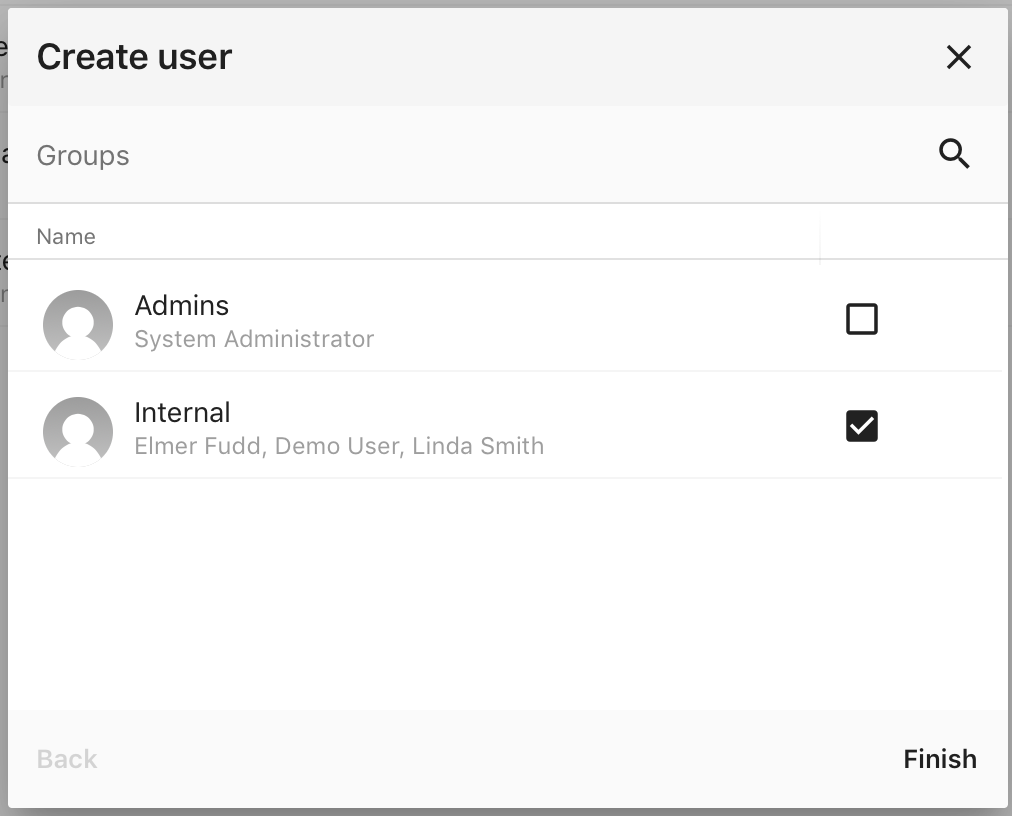 Create user
Groups
Name
Admins
System Administrator
Internal
Elmer Fudd, Demo User, Linda Smith
Back
Finish